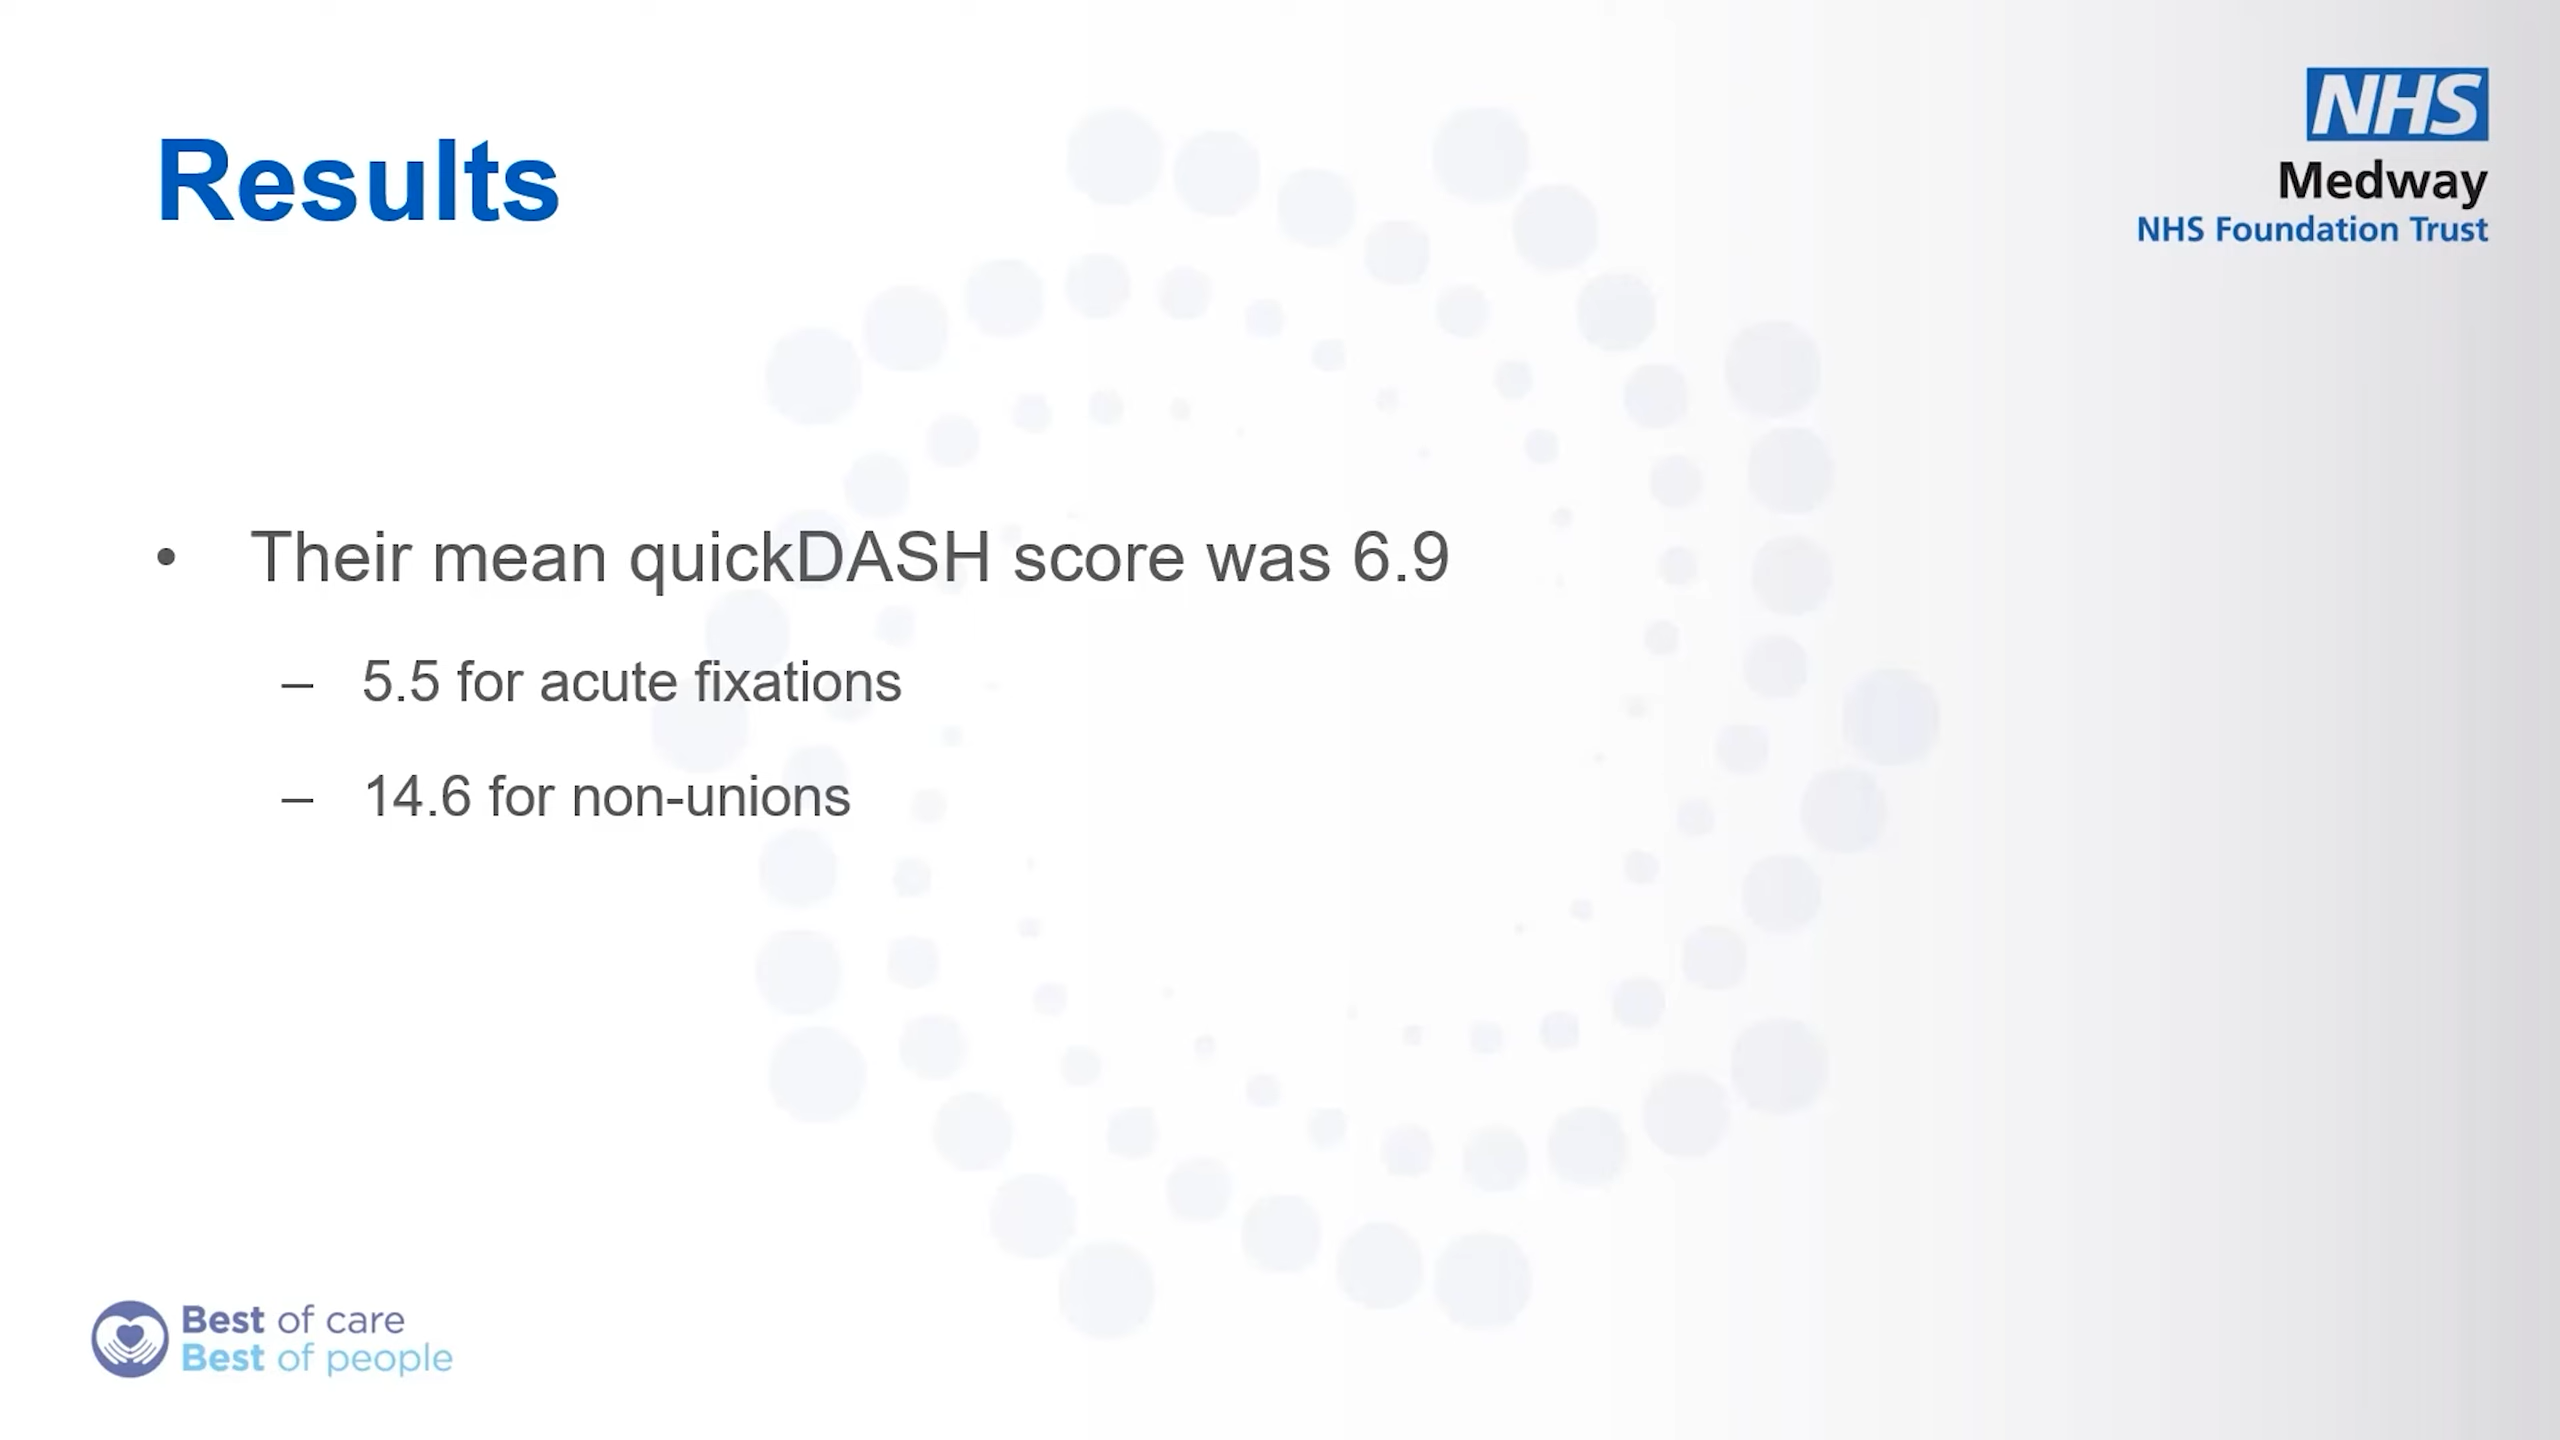 Results
NHS
Medway
NHS Foundation Trust
• Their mean quickDASH score was 6.9
– 5.5 for acute fixations
– 14.6 for non-unions
Best of care
Best of people